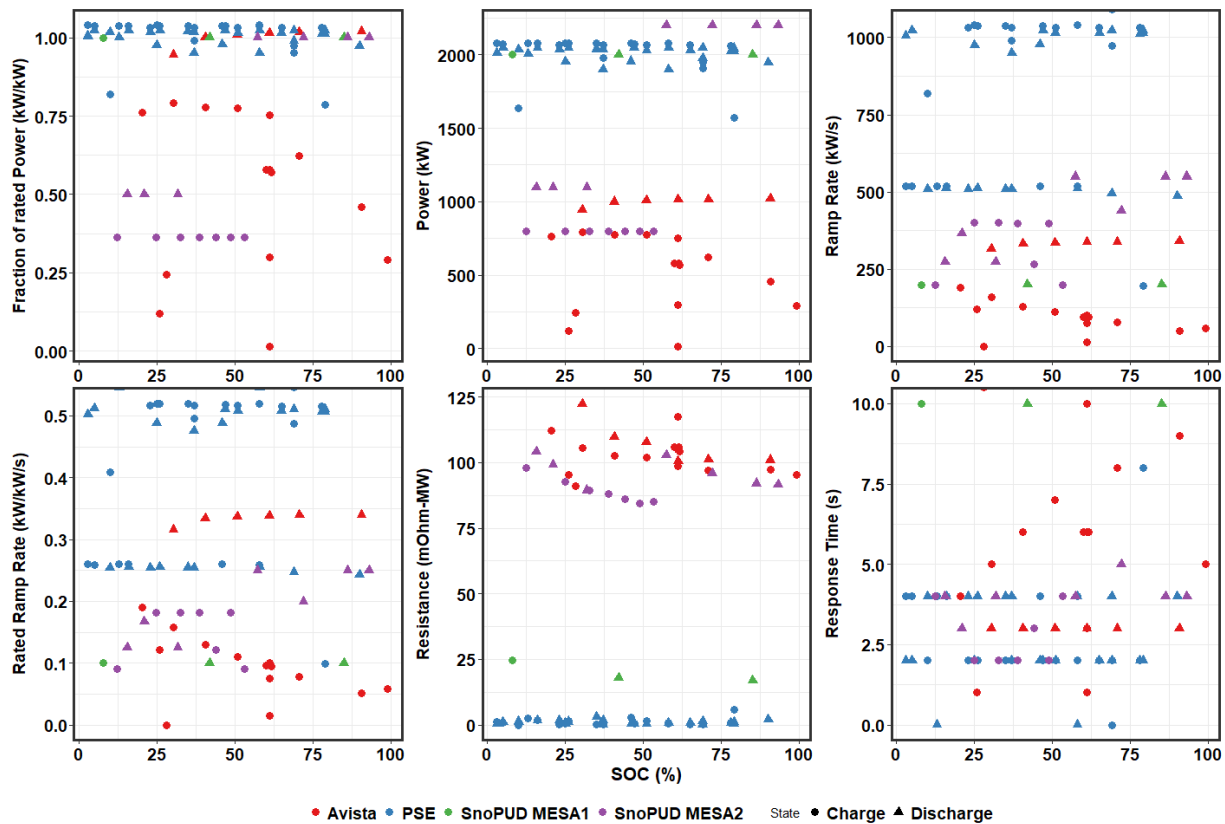 Fraction of rated Power (kW/kW)
1.00
0.75
0.50
0.25
0.00
0 25 50 75 100
Power (kW)
2000
1500
1000
500
0
0 25 50 75 100
Ramp Rate (kW/s)
1000
750
500
250
0
0 25 50 75 100
Rated Ramp Rate (kW/kW/s)
0.5
0.4
0.3
0.2
0.1
0.0
0 25 50 75 100
Resistance (mOhm-MW)
125
100
75
50
25
0
0 25 50 75 100
Response Time (s)
10.0
7.5
5.0
2.5
0.0
0 25 50 75 100
SOC (%)
Avista PSE SnoPUD MESA1 SnoPUD MESA2 State Charge Discharge